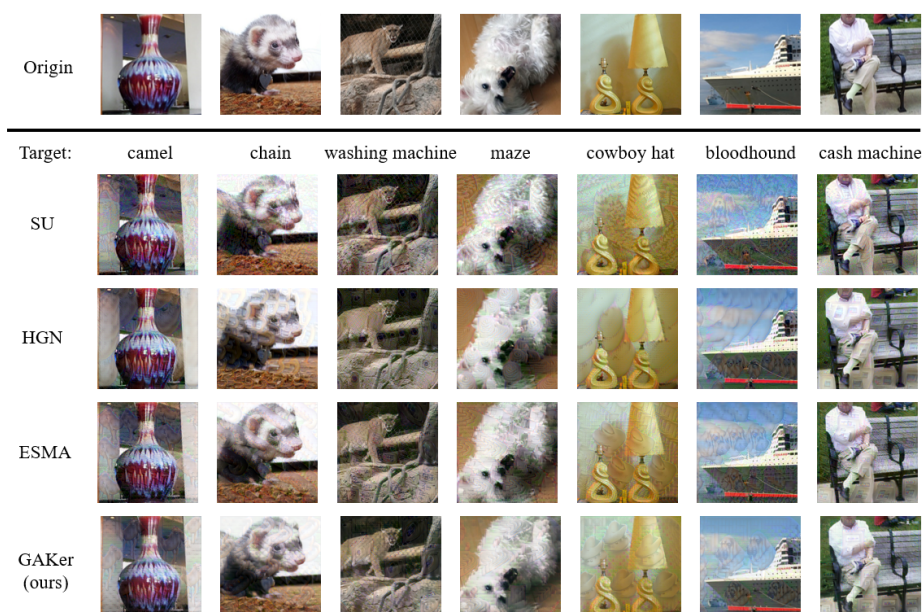 Origin
Target: camel chain washing machine maze cowboy hat bloodhound cash machine
SU
HGN
ESMA
GAKer
(ours)